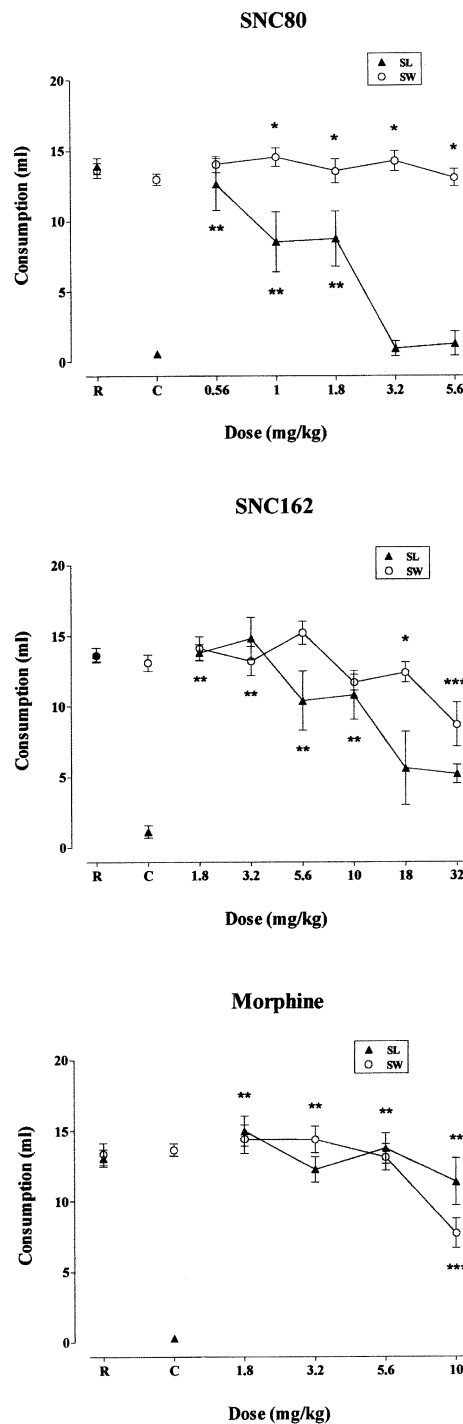 SNC80
SL
SW
20
15
10
5
0
Consumption (ml)
* * * *
**
** **
R C 0.56 1 1.8 3.2 5.6
Dose (mg/kg)
SNC162
SL
SW
20
15
10
5
0
Consumption (ml)
*
***
** **
** **
R C 1.8 3.2 5.6 10 18 32
Dose (mg/kg)
Morphine
SL
SW
20
15
10
5
0
Consumption (ml)
** ** **
**
***
R C 1.8 3.2 5.6 10
Dose (mg/kg)